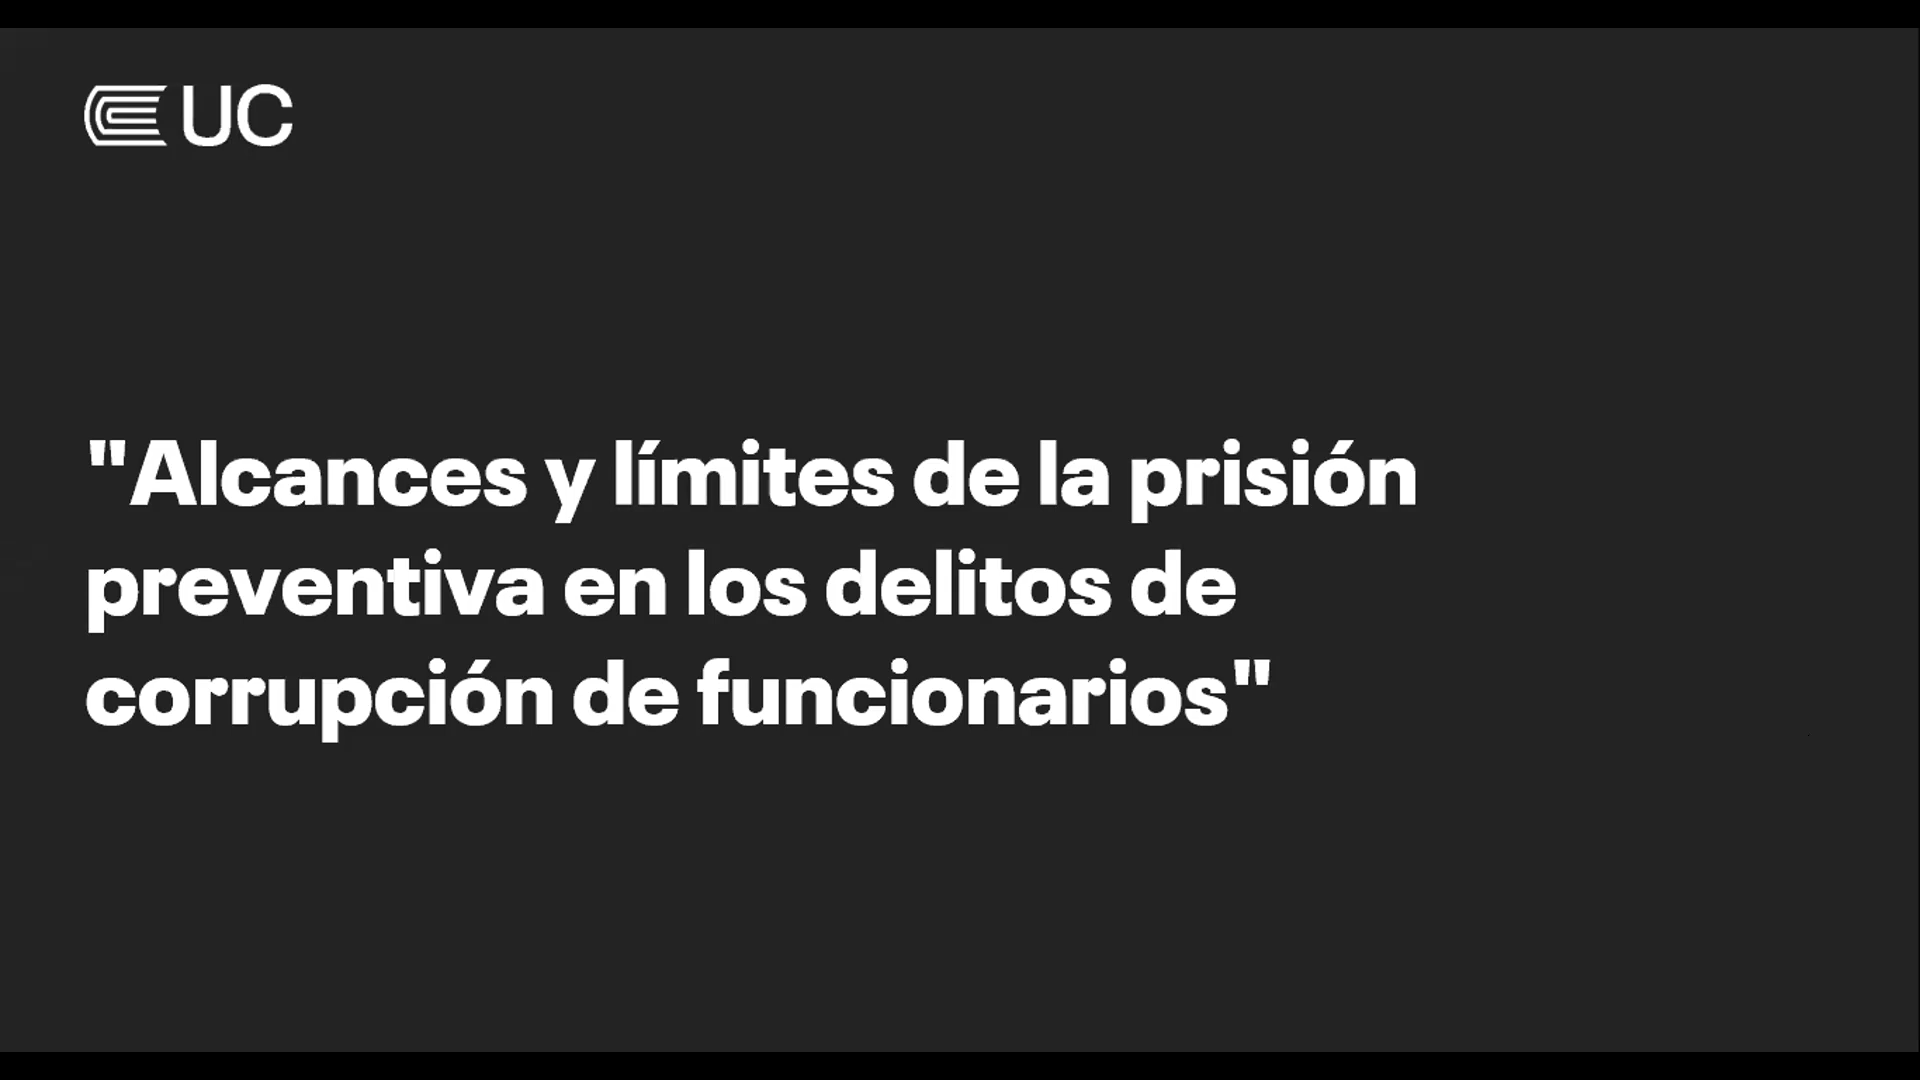 UC
"Alcances y límites de la prisión
preventiva en los delitos de
corrupción de funcionarios"